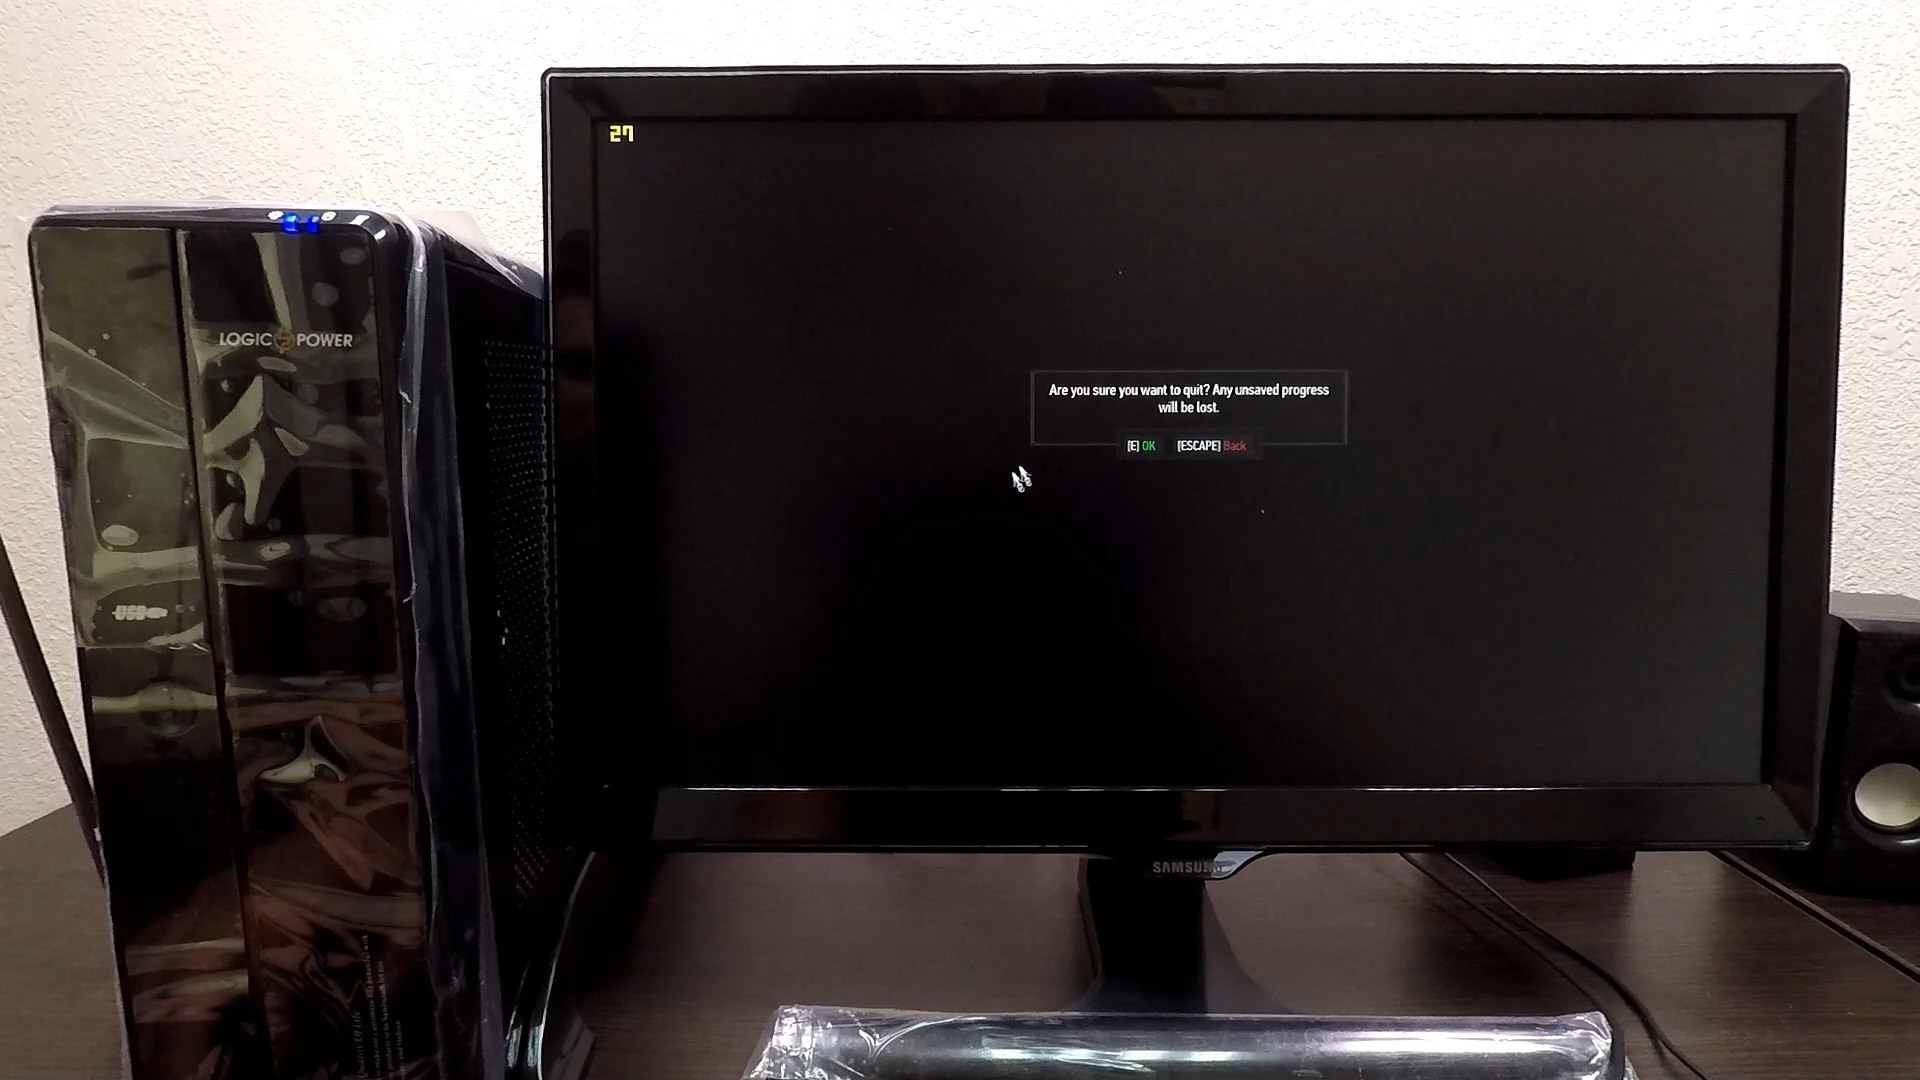 27
LOGIC POWER
Are you sure you want to quit? Any unsaved progress
will be lost.
[E] OK [ESCAPE] Back
USB
SAMSUNG